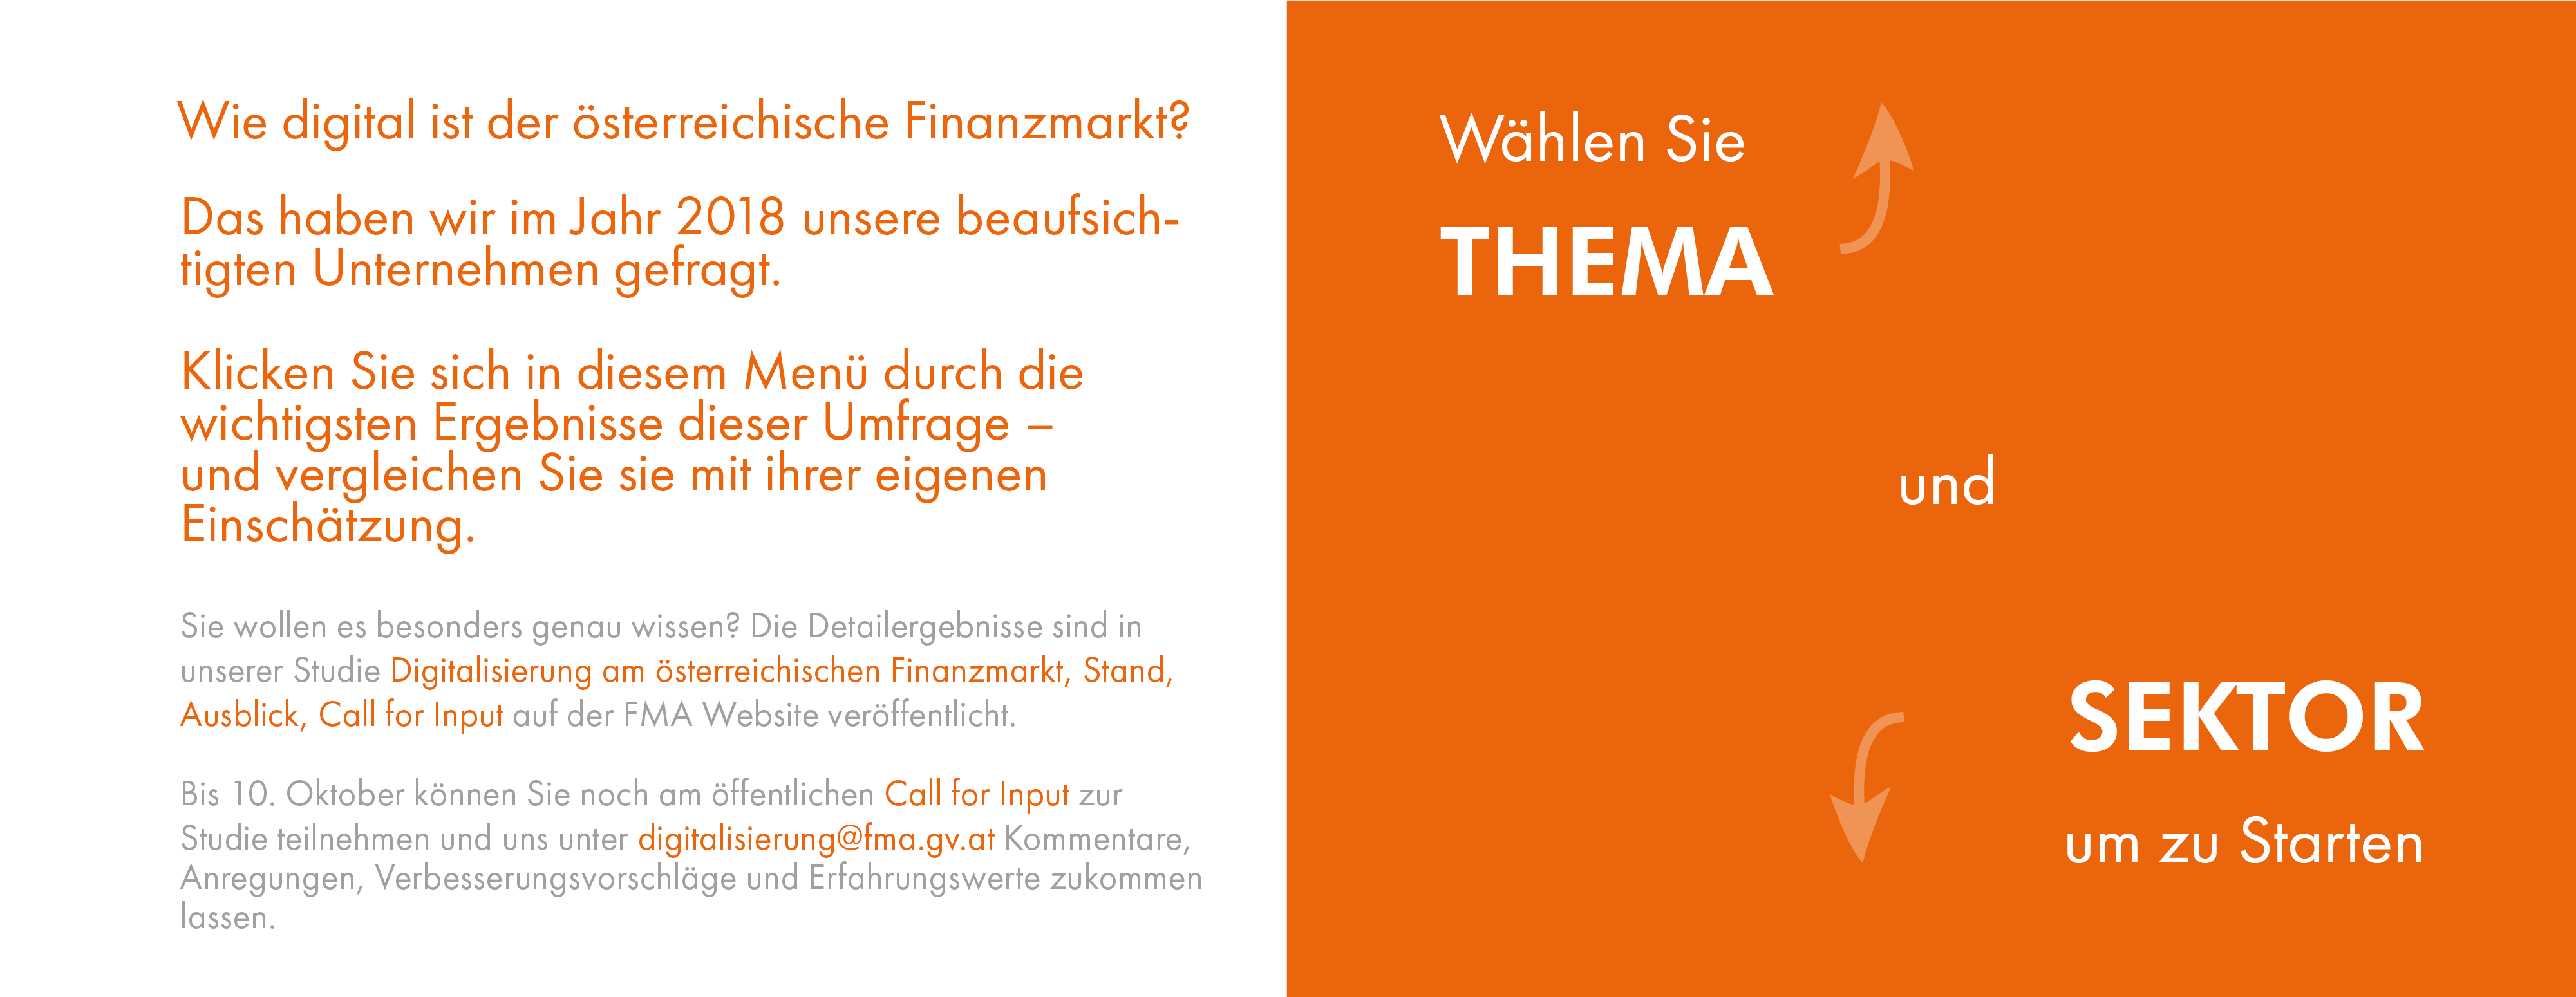 Wie digital ist der österreichische Finanzmarkt?
Das haben wir im Jahr 2018 unsere beaufsich-
tigten Unternehmen gefragt.
Klicken Sie sich in diesem Menü durch die
wichtigsten Ergebnisse dieser Umfrage –
und vergleichen Sie sie mit ihrer eigenen
Einschätzung.
Sie wollen es besonders genau wissen? Die Detailergebnisse sind in
unserer Studie Digitalisierung am österreichischen Finanzmarkt, Stand,
Ausblick, Call for Input auf der FMA Website veröffentlicht.
Bis 10. Oktober können Sie noch am öffentlichen Call for Input zur
Studie teilnehmen und uns unter digitalisierung@fma.gv.at Kommentare,
Anregungen, Verbesserungsvorschläge und Erfahrungswerte zukommen
lassen.
Wählen Sie
THEMA
und
SEKTOR
um zu Starten